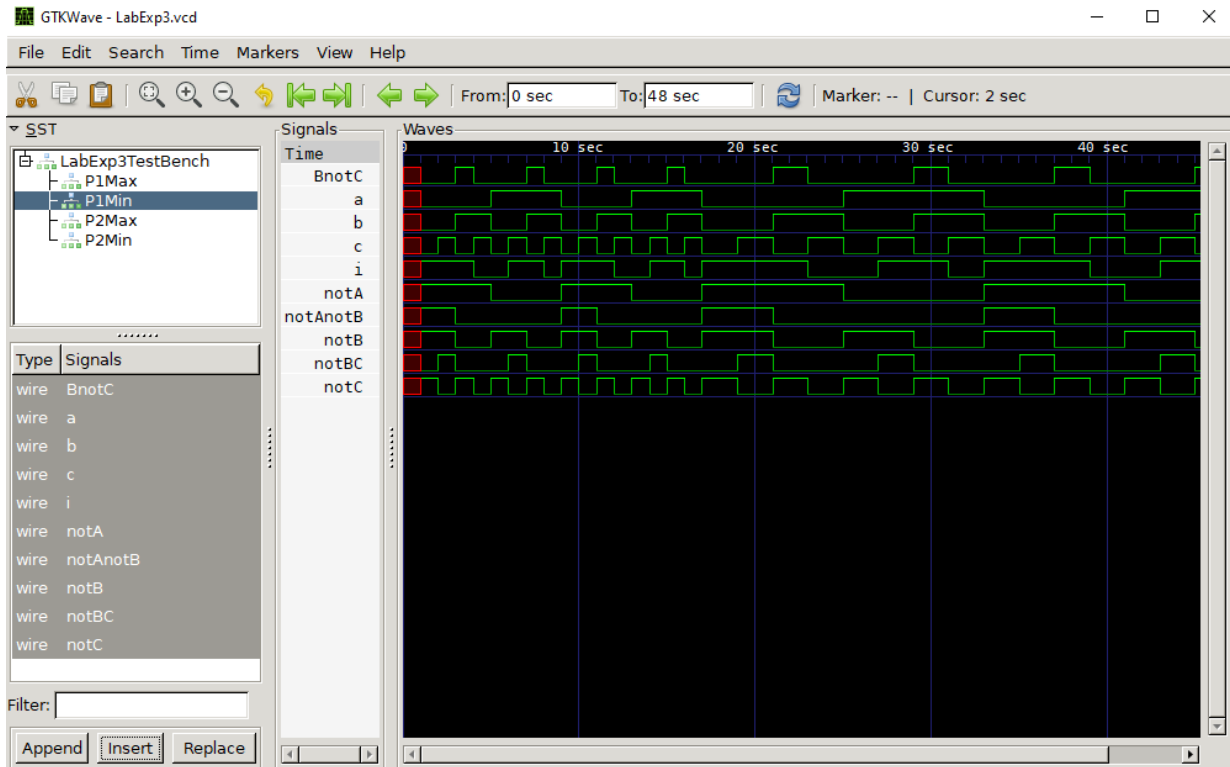 GTKWave - LabExp3.vcd
File Edit Search Time Markers View Help
From: 0 sec To: 48 sec Marker: -- | Cursor: 2 sec
SST
LabExp3TestBench
P1Max
P1Min
P2Max
P2Min
Type Signals
wire BnotC
wire a
wire b
wire c
wire i
wire notA
wire notAnotB
wire notB
wire notBC
wire notC
Filter:
Append Insert Replace
Signals
Time
BnotC
a
b
c
i
notA
notAnotB
notB
notBC
notC
Waves
0 10 sec 20 sec 30 sec 40 sec